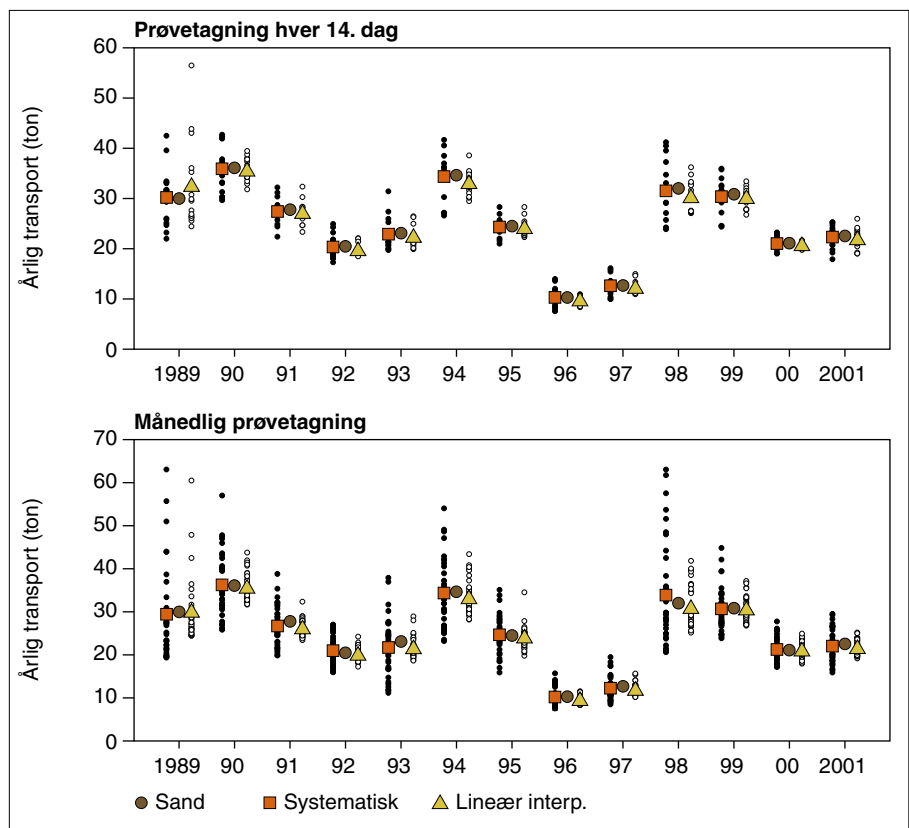 Prøvetagning hver 14. dag
Årlig transport (ton)
60
50
40
30
20
10
0
1989 90 91 92 93 94 95 96 97 98 99 00 2001
Månedlig prøvetagning
Årlig transport (ton)
70
60
50
40
30
20
10
0
1989 90 91 92 93 94 95 96 97 98 99 00 2001
Sand Systematisk Lineær interp.